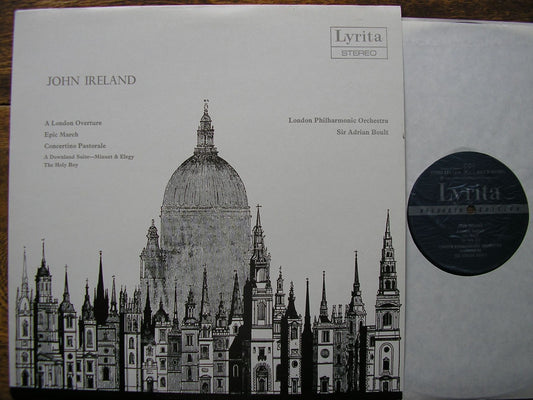 Lyrita
STEREO
JOHN IRELAND
A London Overture
Epic March
Concertino Pastorale
A Downland Suite—Minuet & Elegy
The Holy Boy
London Philharmonic Orchestra
Sir Adrian Boult
Lyrita